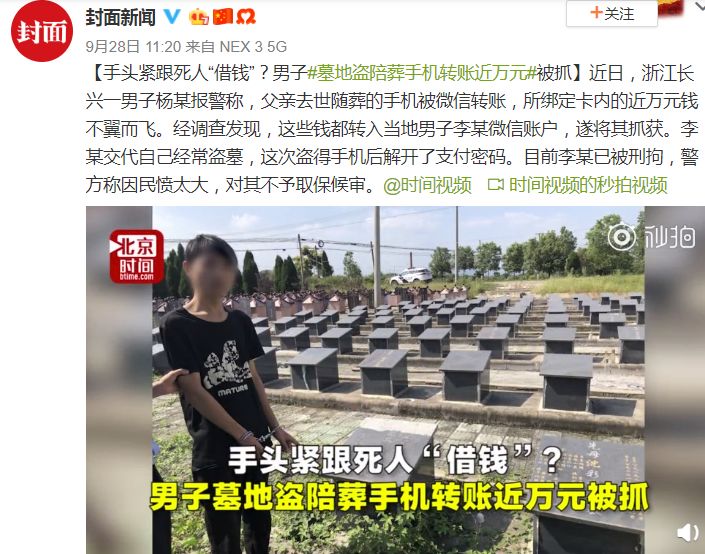 封面
封面新闻
+关注
9月28日 11:20 来自 NEX 3 5G
【手头紧跟死人“借钱”？男子#墓地盗陪葬手机转账近万元#被抓】近日，浙江长
兴一男子杨某报警称，父亲去世随葬的手机被微信转账，所绑定卡内的近万元钱
不翼而飞。经调查发现，这些钱都转入当地男子李某微信账户，遂将其抓获。李
某交代自己经常盗墓，这次盗得手机后解开了支付密码。目前李某已被刑拘，警
方称因民愤太大，对其不予取保候审。@时间视频 时间视频的秒拍视频
北京
时间
btime.com
秒拍
MATURE
手头紧跟死人“借钱”？
男子墓地盗陪葬手机转账近万元被抓